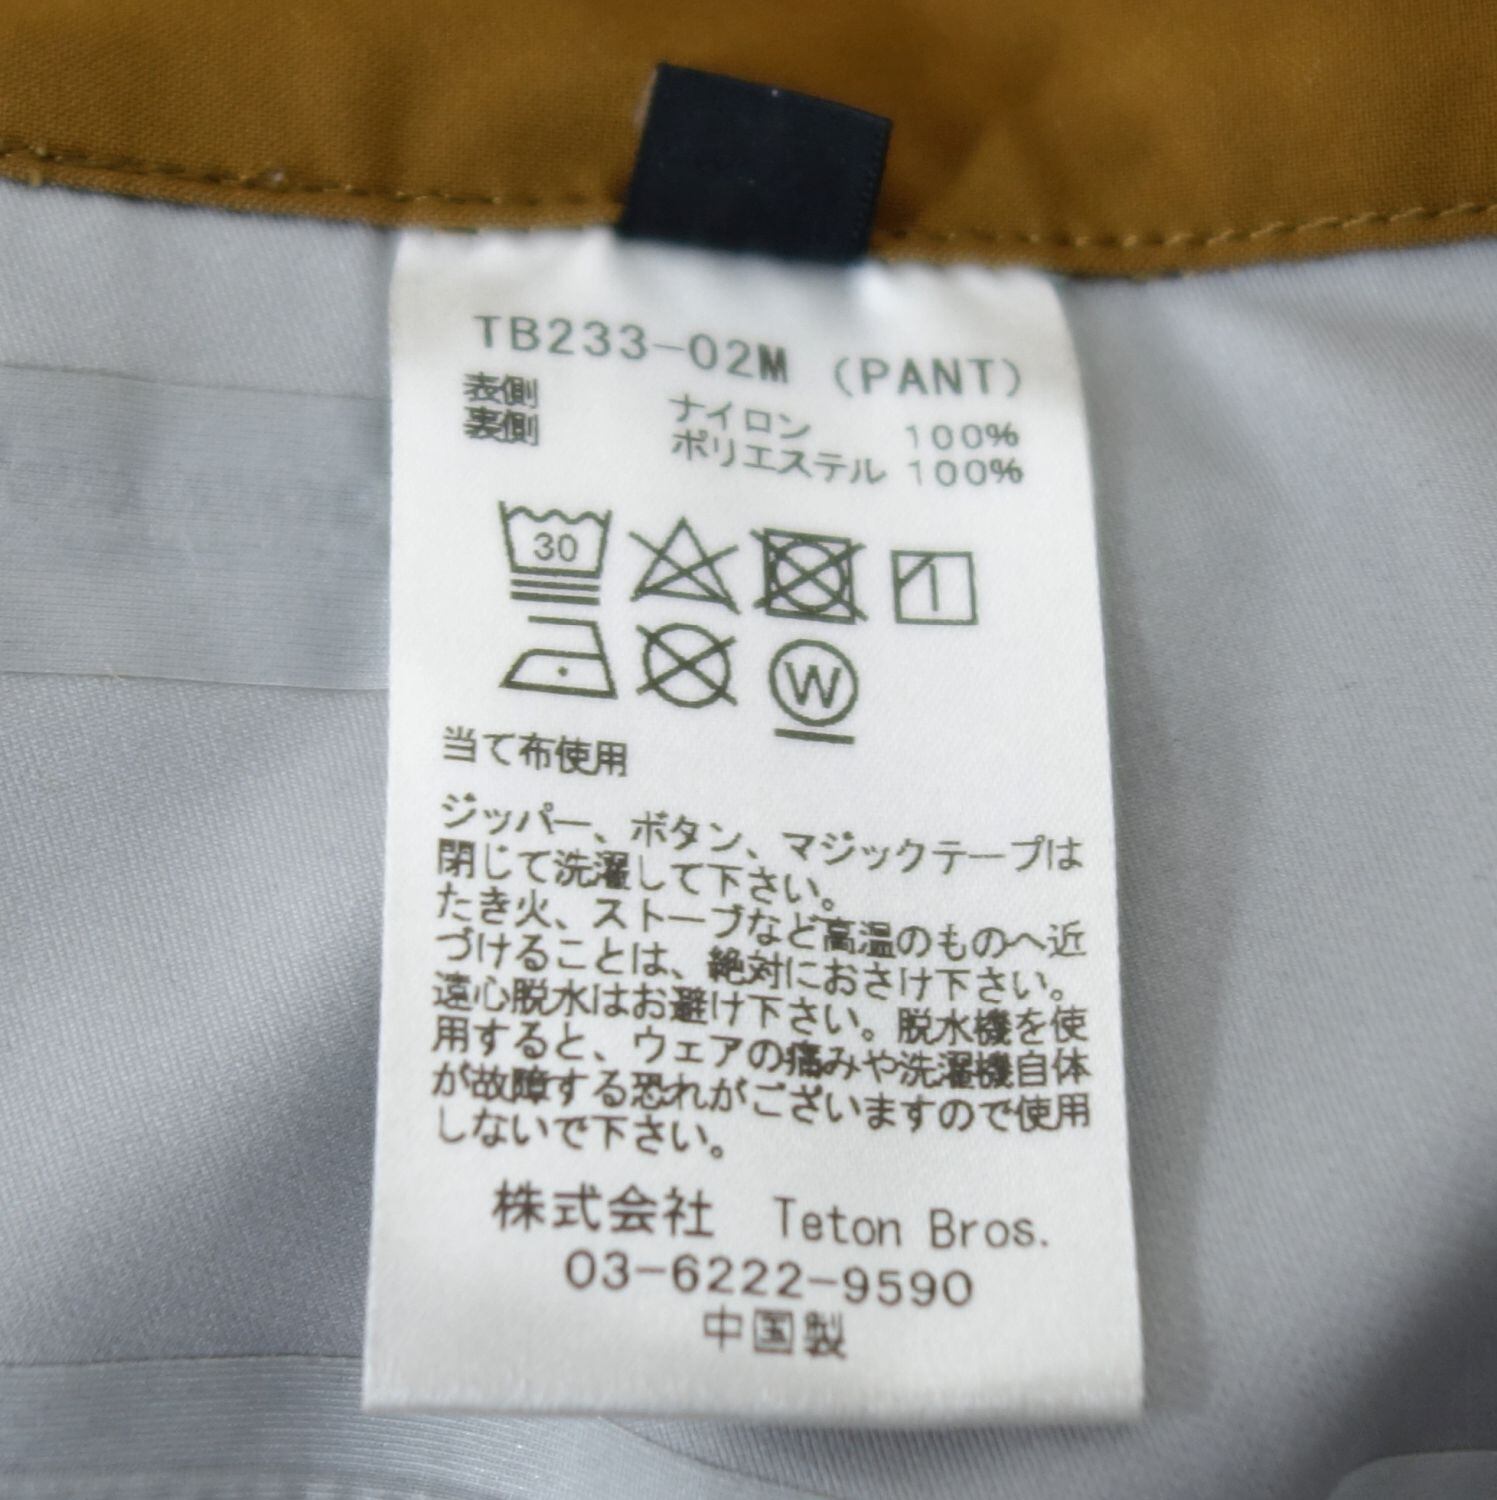 TB233-02M (PANT)
表側 ナイロン 100%
裏側 ポリエステル 100%
30
W
当て布使用
ジッパー、ボタン、マジックテープは
閉じて洗濯して下さい。
たき火、ストーブなど高温のものへ近
づけることは、絶対におさけ下さい。
遠心脱水はお避け下さい。脱水機を使
用すると、ウェアの痛みや洗濯機自体
が故障する恐れがございますので使用
しないで下さい。
株式会社 Teton Bros.
03-6222-9590
中国製